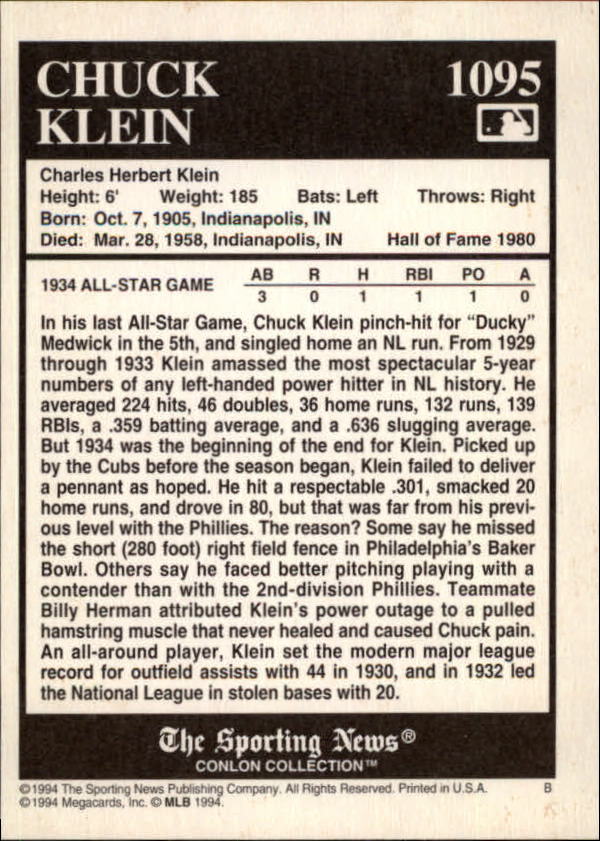 CHUCK
KLEIN
1095
Charles Herbert Klein
Height: 6' Weight: 185 Bats: Left Throws: Right
Born: Oct. 7, 1905, Indianapolis, IN
Died: Mar. 28, 1958, Indianapolis, IN Hall of Fame 1980
AB R H RBI PO A
1934 ALL-STAR GAME 3 0 1 1 1 0
In his last All-Star Game, Chuck Klein pinch-hit for “Ducky”
Medwick in the 5th, and singled home an NL run. From 1929
through 1933 Klein amassed the most spectacular 5-year
numbers of any left-handed power hitter in NL history. He
averaged 224 hits, 46 doubles, 36 home runs, 132 runs, 139
RBIs, a .359 batting average, and a .636 slugging average.
But 1934 was the beginning of the end for Klein. Picked up
by the Cubs before the season began, Klein failed to deliver
a pennant as hoped. He hit a respectable .301, smacked 20
home runs, and drove in 80, but that was far from his previ-
ous level with the Phillies. The reason? Some say he missed
the short (280 foot) right field fence in Philadelphia's Baker
Bowl. Others say he faced better pitching playing with a
contender than with the 2nd-division Phillies. Teammate
Billy Herman attributed Klein's power outage to a pulled
hamstring muscle that never healed and caused Chuck pain.
An all-around player, Klein set the modern major league
record for outfield assists with 44 in 1930, and in 1932 led
the National League in stolen bases with 20.
The Sporting News®
CONLON COLLECTION™
©1994 The Sporting News Publishing Company. All Rights Reserved. Printed in U.S.A. B
©1994 Megacards, Inc. © MLB 1994.